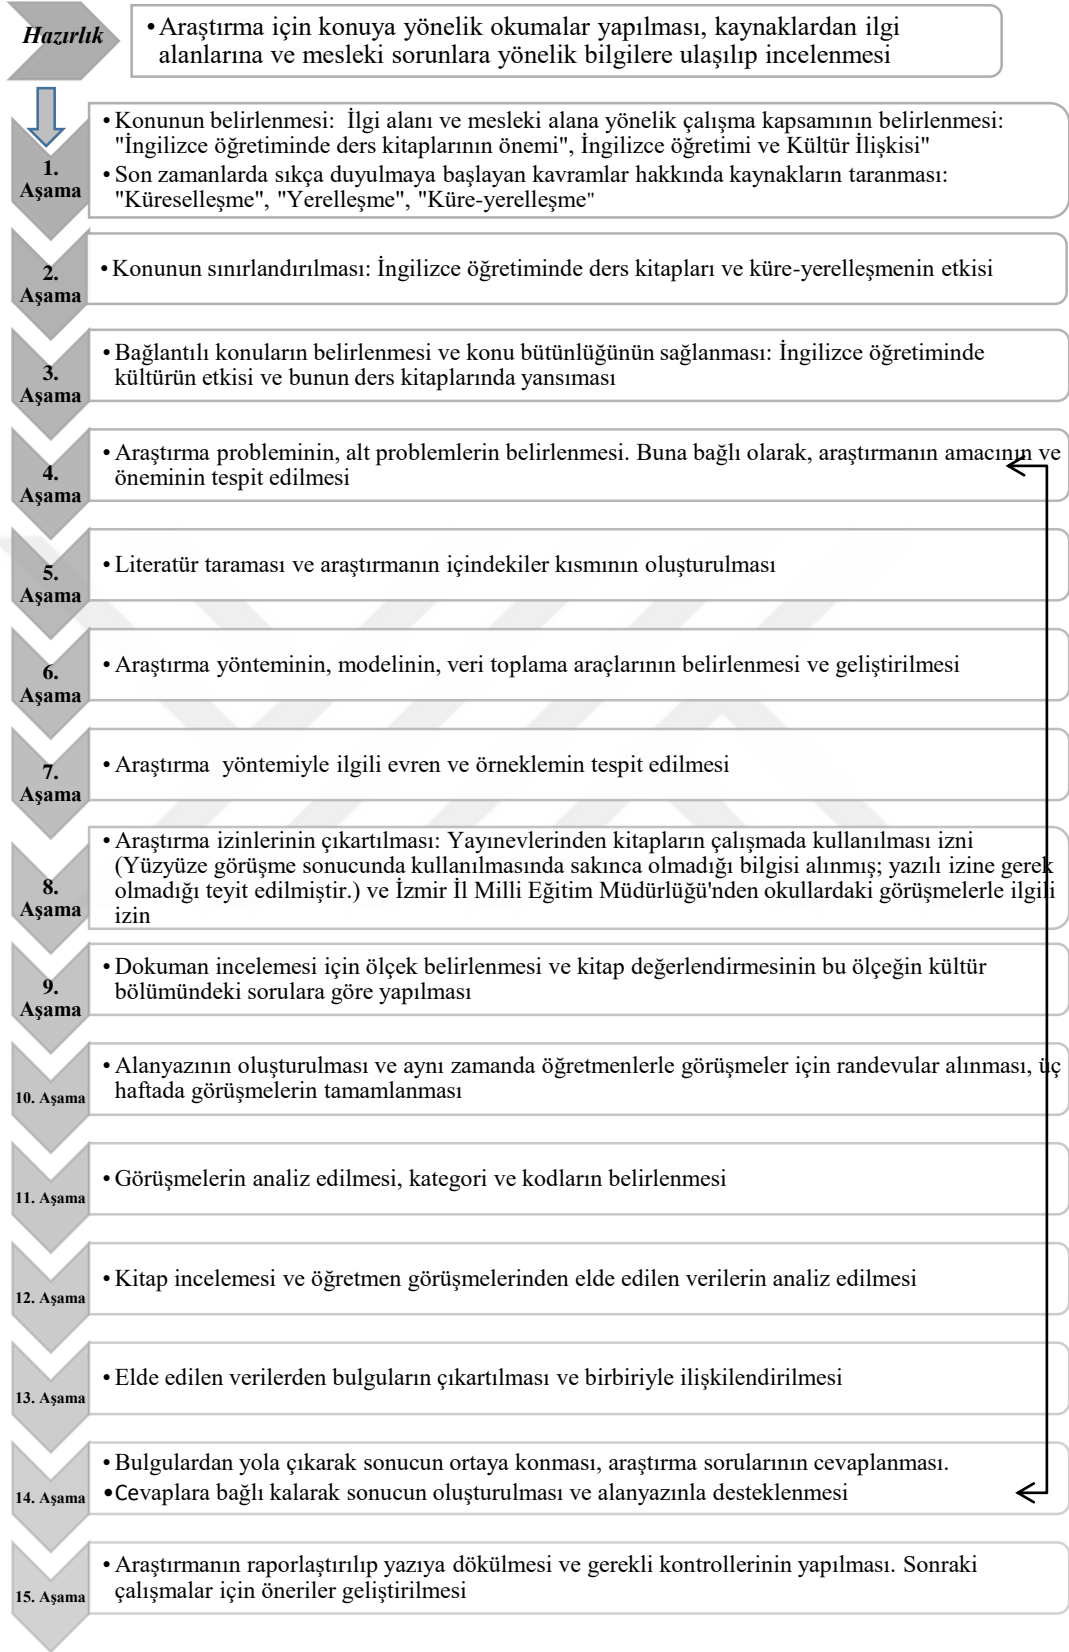 Hazırlık
• Araştırma için konuya yönelik okumalar yapılması, kaynaklardan ilgi
alanlarına ve mesleki sorunlara yönelik bilgilere ulaşılıp incelenmesi
1.
Aşama
• Konunun belirlenmesi: İlgi alanı ve mesleki alana yönelik çalışma kapsamının belirlenmesi:
"İngilizce öğretiminde ders kitaplarının önemi", İngilizce öğretimi ve Kültür İlişkisi"
• Son zamanlarda sıkça duyulmaya başlayan kavramlar hakkında kaynakların taranması:
"Küreselleşme", "Yerelleşme", "Küre-yerelleşme"
2.
Aşama
• Konunun sınırlandırılması: İngilizce öğretiminde ders kitapları ve küre-yerelleşmenin etkisi
3.
Aşama
• Bağlantılı konuların belirlenmesi ve konu bütünlüğünün sağlanması: İngilizce öğretiminde
kültürün etkisi ve bunun ders kitaplarında yansıması
4.
Aşama
• Araştırma probleminin, alt problemlerin belirlenmesi. Buna bağlı olarak, araştırmanın amacının ve
öneminin tespit edilmesi
5.
Aşama
• Literatür taraması ve araştırmanın içindekiler kısmının oluşturulması
6.
Aşama
• Araştırma yönteminin, modelinin, veri toplama araçlarının belirlenmesi ve geliştirilmesi
7.
Aşama
• Araştırma yöntemiyle ilgili evren ve örneklemin tespit edilmesi
8.
Aşama
• Araştırma izinlerinin çıkartılması: Yayınevlerinden kitapların çalışmada kullanılması izni
(Yüzyüze görüşme sonucunda kullanılmasında sakınca olmadığı bilgisi alınmış; yazılı izine gerek
olmadığı teyit edilmiştir.) ve İzmir İl Milli Eğitim Müdürlüğü'nden okullardaki görüşmelerle ilgili
izin
9.
Aşama
• Dokuman incelemesi için ölçek belirlenmesi ve kitap değerlendirmesinin bu ölçeğin kültür
bölümündeki sorulara göre yapılması
10. Aşama
• Alanyazının oluşturulması ve aynı zamanda öğretmenlerle görüşmeler için randevular alınması, üç
haftada görüşmelerin tamamlanması
11. Aşama
• Görüşmelerin analiz edilmesi, kategori ve kodların belirlenmesi
12. Aşama
• Kitap incelemesi ve öğretmen görüşmelerinden elde edilen verilerin analiz edilmesi
13. Aşama
• Elde edilen verilerden bulguların çıkartılması ve birbiriyle ilişkilendirilmesi
14. Aşama
• Bulgulardan yola çıkarak sonucun ortaya konması, araştırma sorularının cevaplanması.
• Cevaplara bağlı kalarak sonucun oluşturulması ve alanyazınla desteklenmesi
15. Aşama
• Araştırmanın raporlaştırılıp yazıya dökülmesi ve gerekli kontrollerinin yapılması. Sonraki
çalışmalar için öneriler geliştirilmesi